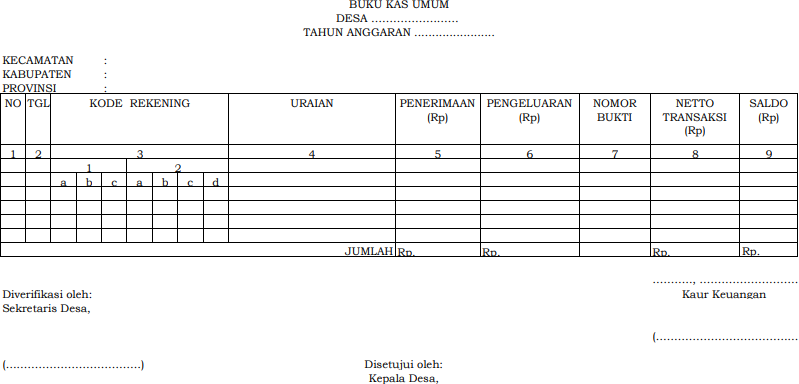 BUKU KAS UMUM
DESA ........................
TAHUN ANGGARAN .......................
KECAMATAN :
KABUPATEN :
PROVINSI :
NO TGL KODE REKENING URAIAN PENERIMAAN (Rp) PENGELUARAN (Rp) NOMOR BUKTI NETTO TRANSAKSI (Rp) SALDO (Rp)
1 2 3 4 5 6 7 8 9
1 2
a b c a b c d
JUMLAH Rp. Rp. Rp. Rp.
..........., ...........................
Diverifikasi oleh: Kaur Keuangan
Sekretaris Desa,
(.......................................
(.....................................) Disetujui oleh:
Kepala Desa,